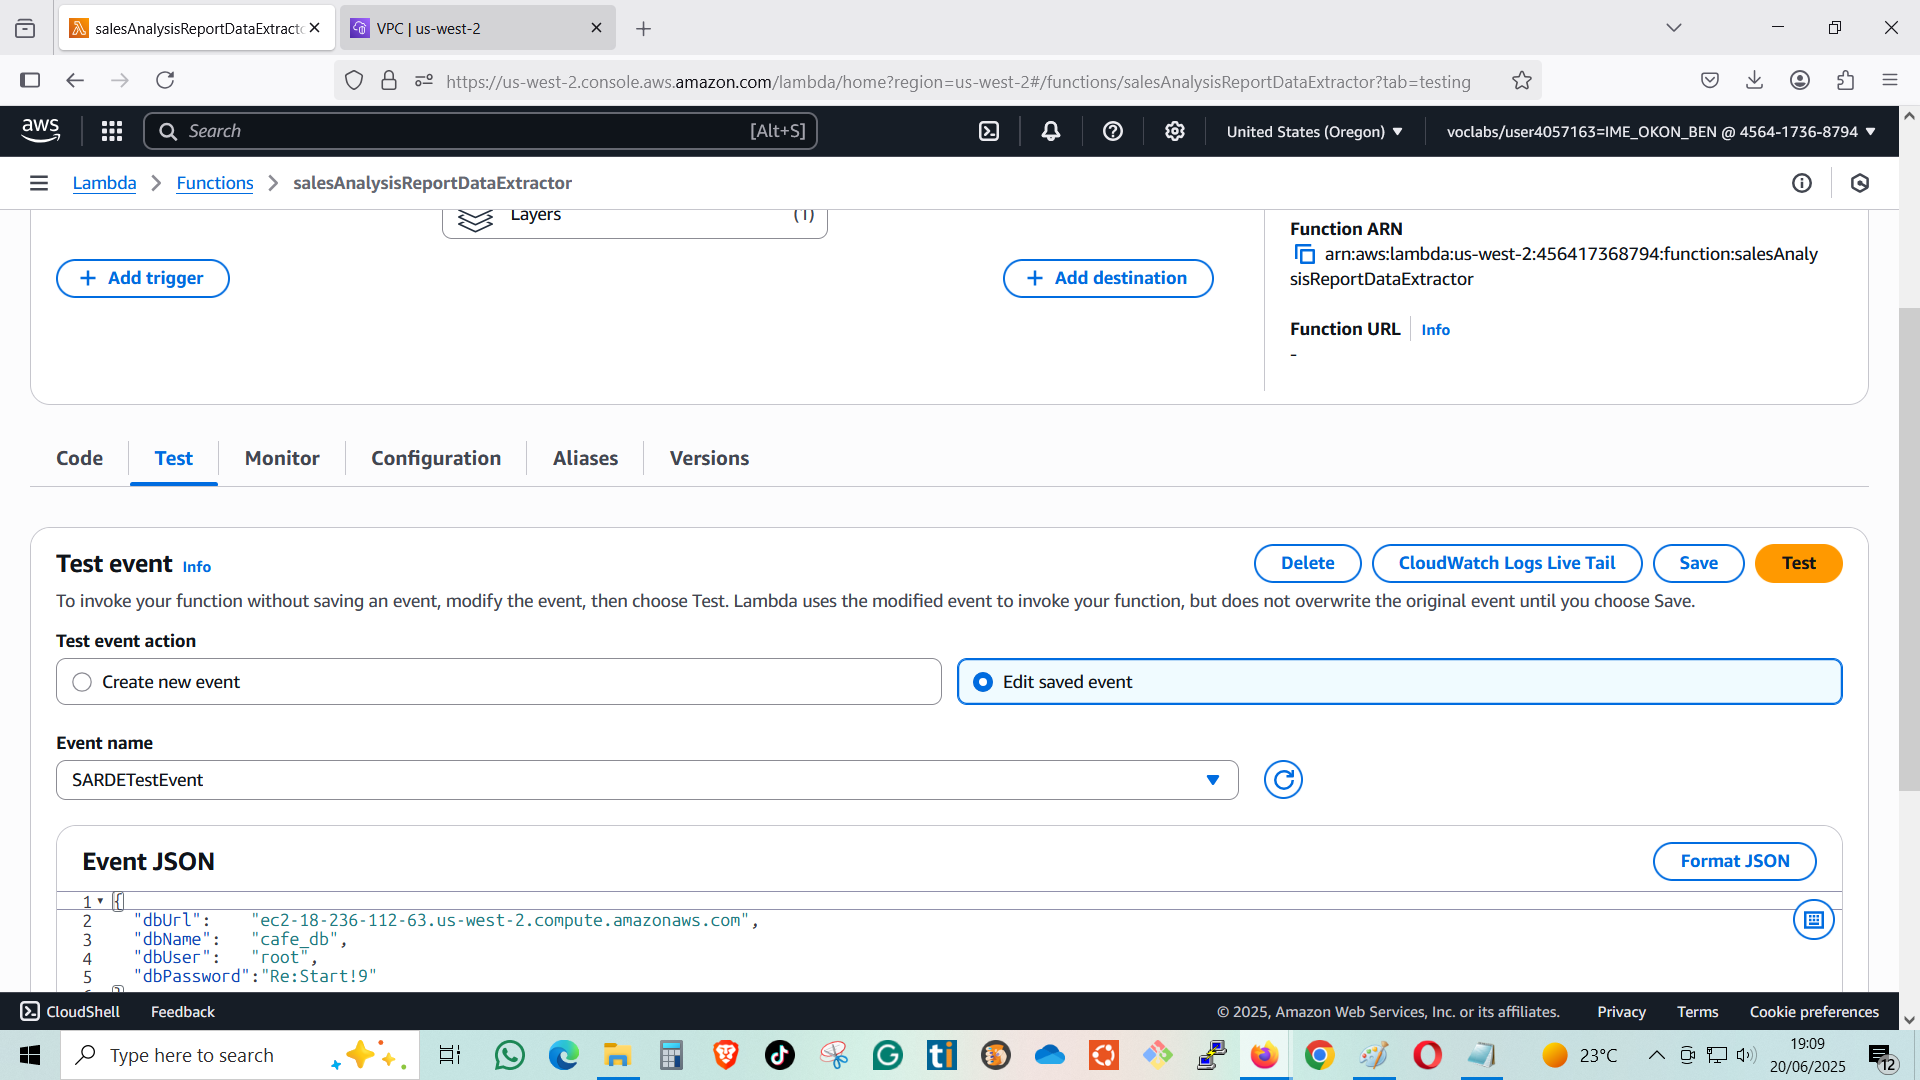 salesAnalysisReportDataExtracto
VPC | us-west-2
https://us-west-2.console.aws.amazon.com/lambda/home?region=us-west-2#/functions/salesAnalysisReportDataExtractor?tab=testing
aws
Search
[Alt+S]
United States (Oregon)
voclabs/user4057163=IME_OKON_BEN @ 4564-1736-8794
Lambda
Functions
salesAnalysisReportDataExtractor
Layers
(1)
Add trigger
Add destination
Function ARN
arn:aws:lambda:us-west-2:456417368794:function:salesAnaly
sisReportDataExtractor
Function URL
Info
-
Code
Test
Monitor
Configuration
Aliases
Versions
Test event
Info
Delete
CloudWatch Logs Live Tail
Save
Test
To invoke your function without saving an event, modify the event, then choose Test. Lambda uses the modified event to invoke your function, but does not overwrite the original event until you choose Save.
Test event action
Create new event
Edit saved event
Event name
SARDETestEvent
Event JSON
Format JSON
1 {
2 "dbUrl": "ec2-18-236-112-63.us-west-2.compute.amazonaws.com",
3 "dbName": "cafe_db",
4 "dbUser": "root",
5 "dbPassword":"Re:Start!9"
CloudShell
Feedback
© 2025, Amazon Web Services, Inc. or its affiliates.
Privacy
Terms
Cookie preferences
Type here to search
23°C
19:09
20/06/2025
12